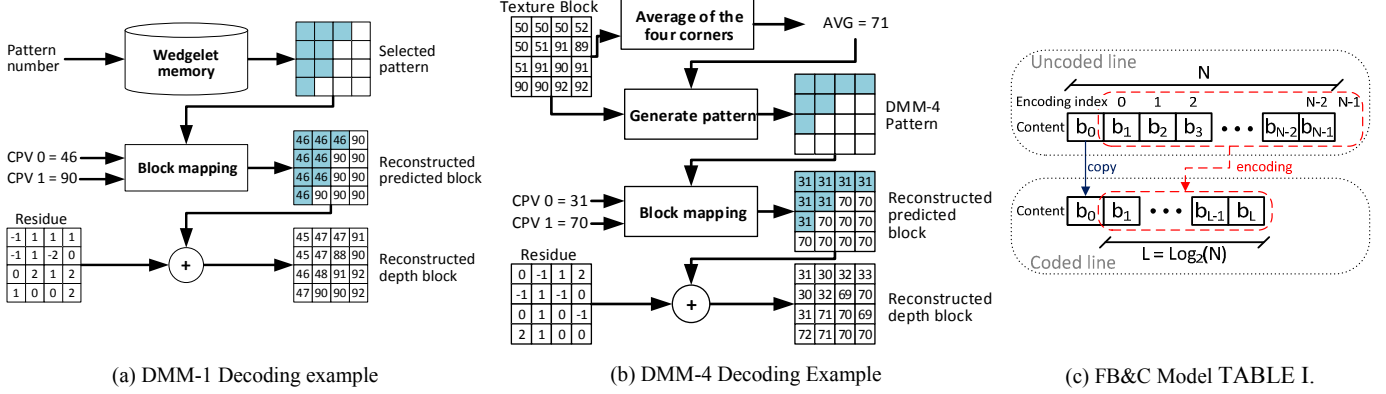 Pattern
number
Wedgelet
memory
Selected
pattern
CPV 0 = 46
CPV 1 = 90
Block mapping
46 46 46 90
46 46 90 90
46 46 90 90
46 90 90 90
Reconstructed
predicted block
Residue
-1 1 1 1
-1 1 -2 0
0 2 1 2
1 0 0 2
+
45 47 47 91
45 47 88 90
46 48 91 92
47 90 90 92
Reconstructed
depth block
(a) DMM-1 Decoding example
Texture Block
50 50 50 52
50 51 91 89
51 91 90 91
90 90 92 92
Average of the
four corners
AVG = 71
Generate pattern
DMM-4
Pattern
CPV 0 = 31
CPV 1 = 70
Block mapping
31 31 31 31
31 31 70 70
31 70 70 70
70 70 70 70
Reconstructed
predicted
block
Residue
0 -1 1 2
-1 1 -1 0
0 1 0 -1
2 1 0 0
+
31 30 32 33
30 32 69 70
31 71 70 69
72 71 70 70
Reconstructed
depth block
(b) DMM-4 Decoding Example
Uncoded line
N
Encoding index 0 1 2 N-2 N-1
Content b0 b1 b2 b3 ••• bN-2 bN-1
copy
encoding
Content b0 b1 ••• bL-1 bL
L = Log2(N)
Coded line
(c) FB&C Model TABLE I.